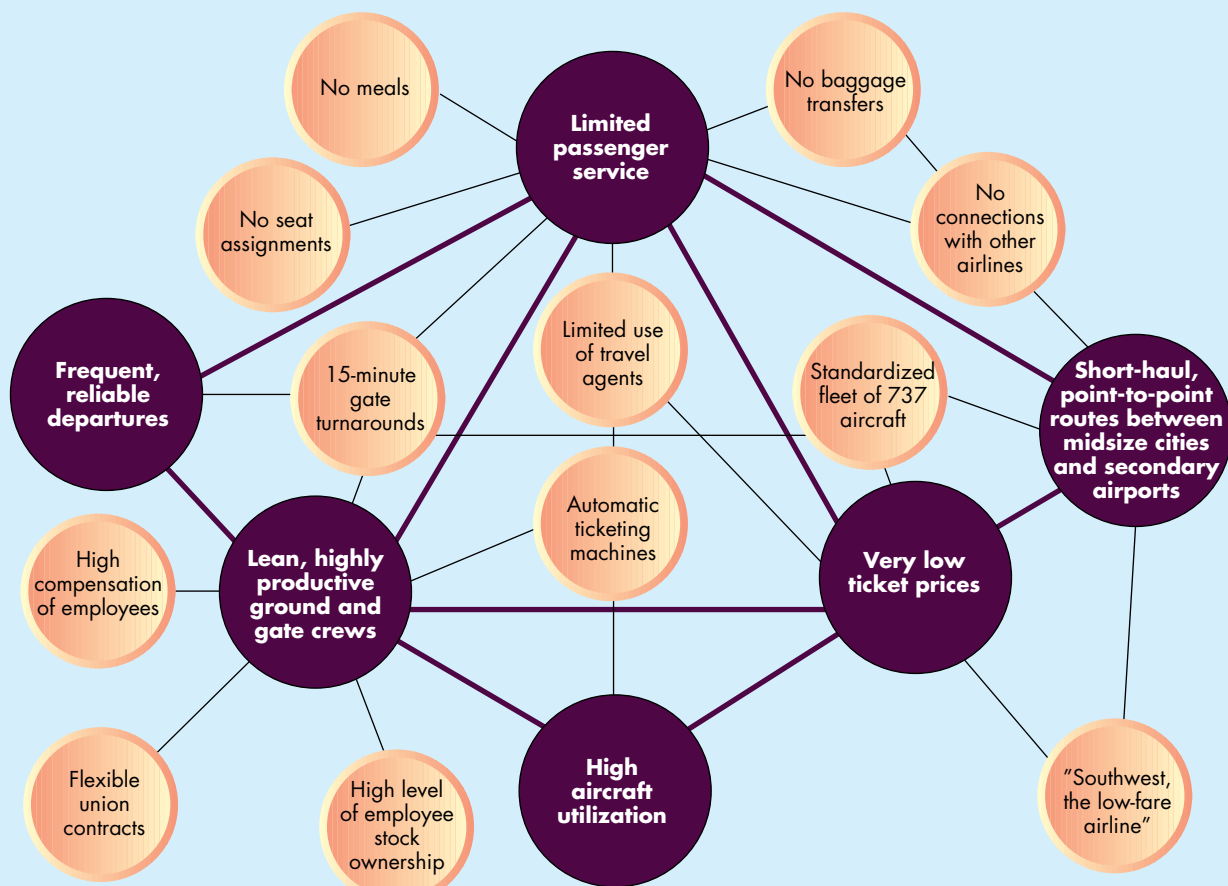 No meals
Limited
passenger
service
No baggage
transfers
No seat
assignments
No
connections
with other
airlines
Frequent,
reliable
departures
15-minute
gate
turnarounds
Limited use
of travel
agents
Standardized
fleet of 737
aircraft
Short-haul,
point-to-point
routes between
midsize cities
and secondary
airports
High
compensation
of employees
Lean, highly
productive
ground and
gate crews
Automatic
ticketing
machines
Very low
ticket prices
Flexible
union
contracts
High level
of employee
stock
ownership
High
aircraft
utilization
”Southwest,
the low-fare
airline”